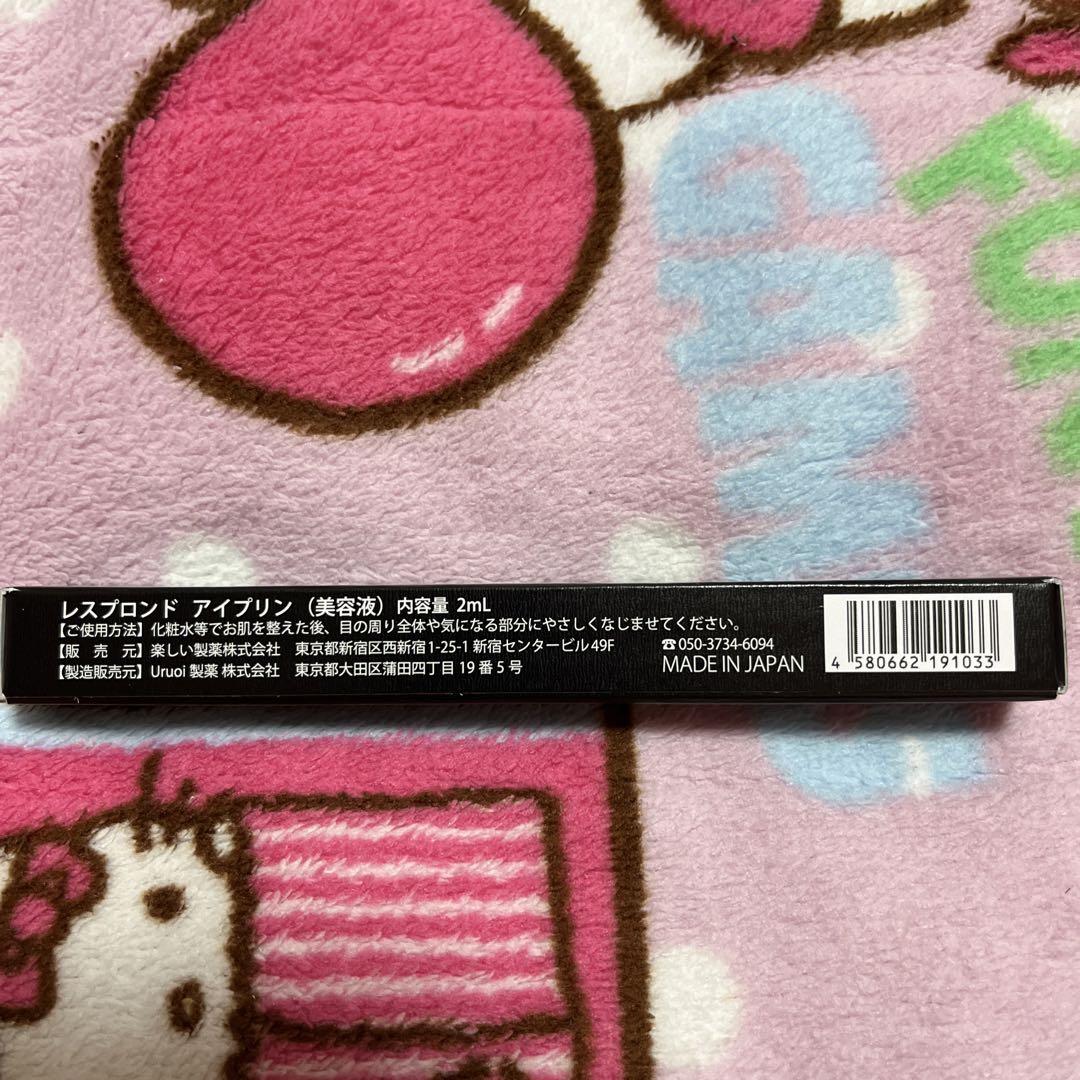 GAMES
FUN
レスプロンド アイプリン（美容液）内容量 2mL
【ご使用方法】化粧水等でお肌を整えた後、目の周り全体や気になる部分にやさしくなじませてください。
【販 売 元】楽しい製薬株式会社 東京都新宿区西新宿1-25-1 新宿センタービル49F
☎050-3734-6094
【製造販売元】Uruoi 製薬 株式会社 東京都大田区蒲田四丁目 19 番 5 号
MADE IN JAPAN
4 580662 191033